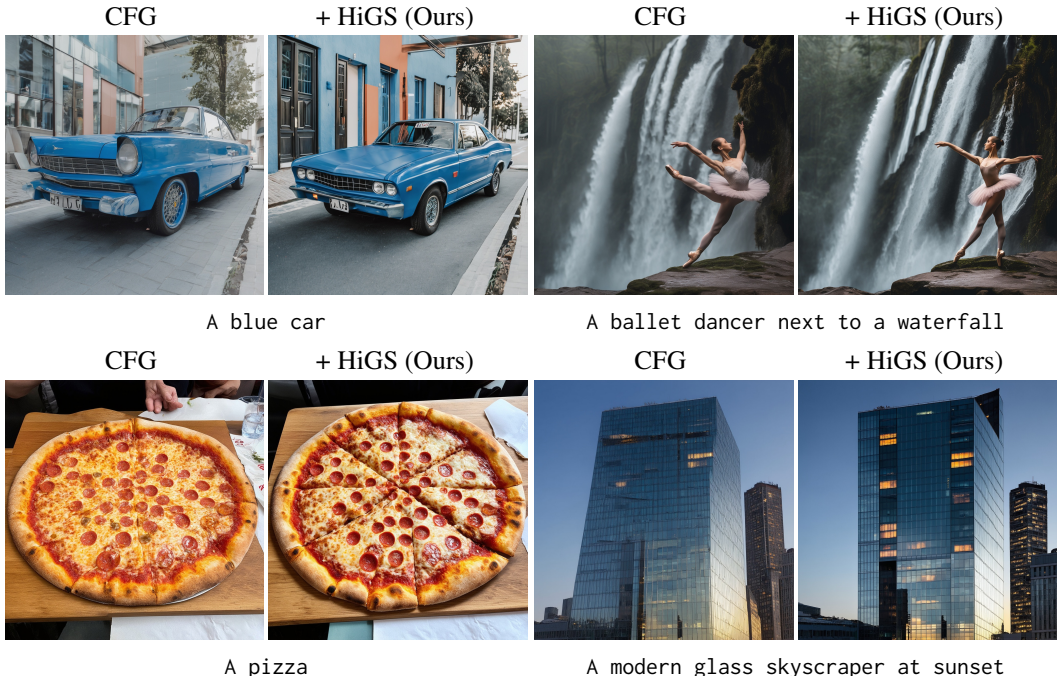 CFG + HiGS (Ours) CFG + HiGS (Ours)
A blue car A ballet dancer next to a waterfall
CFG + HiGS (Ours) CFG + HiGS (Ours)
A pizza A modern glass skyscraper at sunset